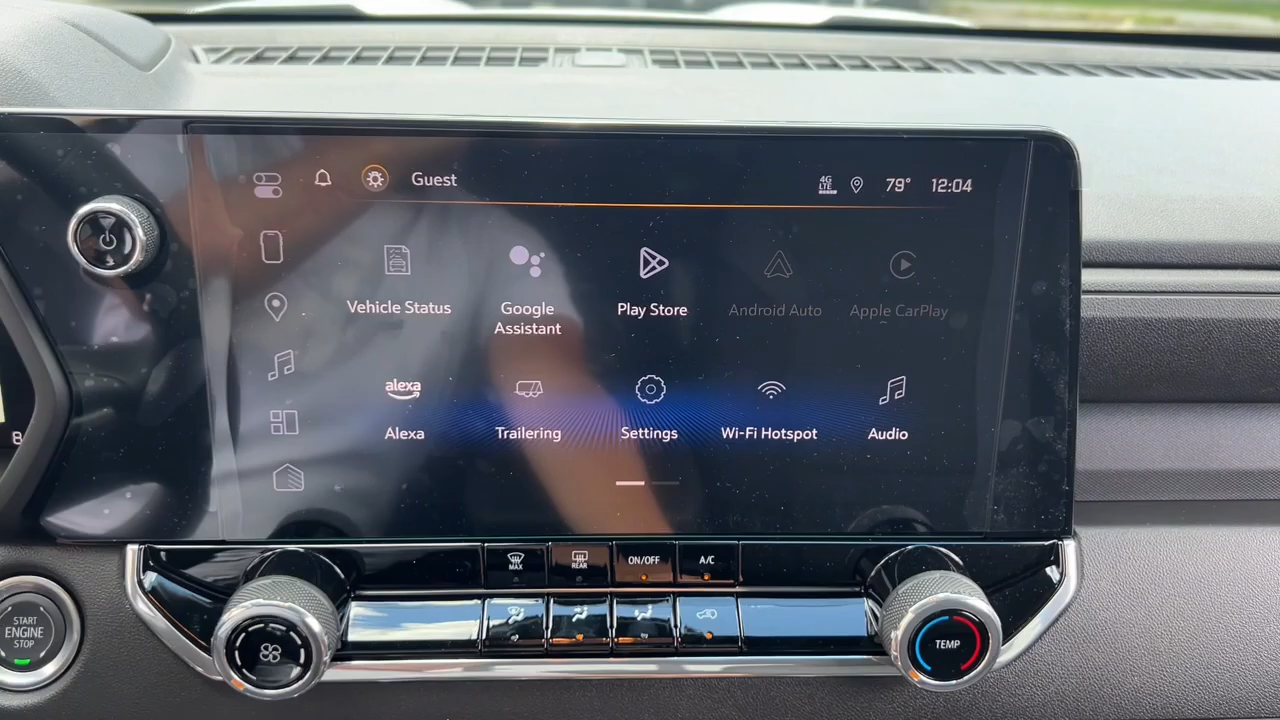 Guest
4G
LTE
79° 12:04
Vehicle Status
Google
Assistant
Play Store
Android Auto
Apple CarPlay
alexa
Alexa
Trailering
Settings
Wi-Fi Hotspot
Audio
8
MAX
REAR
ON/OFF
A/C
START
ENGINE
STOP
TEMP